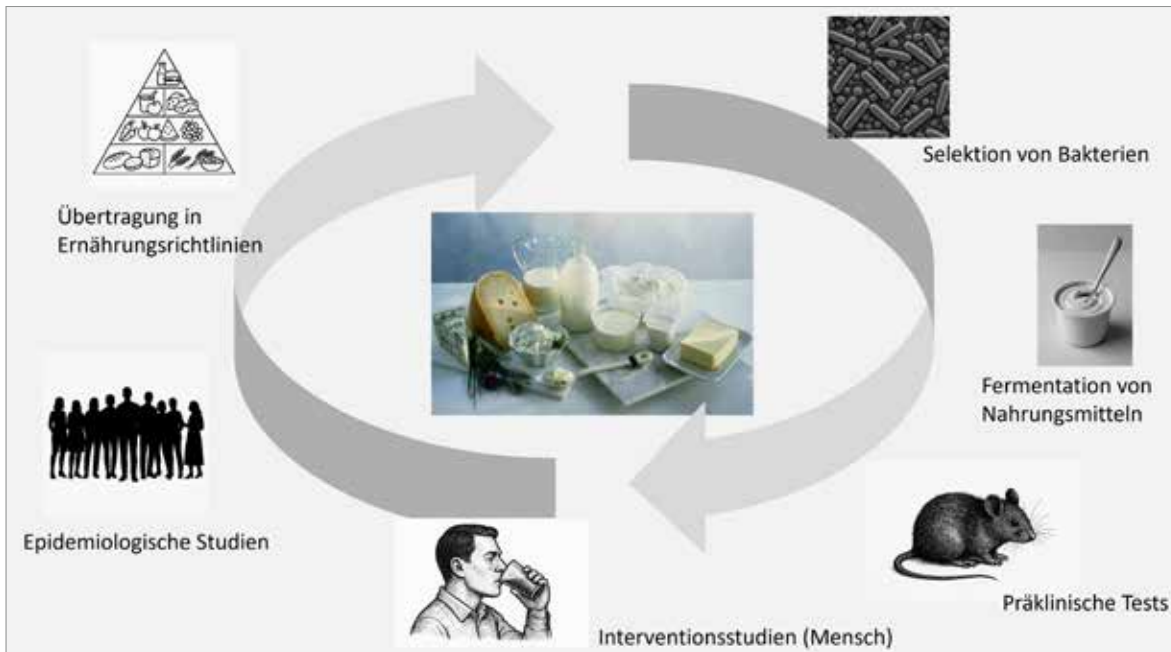 Selektion von Bakterien
Übertragung in
Ernährungsrichtlinien
Fermentation von
Nahrungsmitteln
Epidemiologische Studien
Präklinische Tests
Interventionsstudien (Mensch)